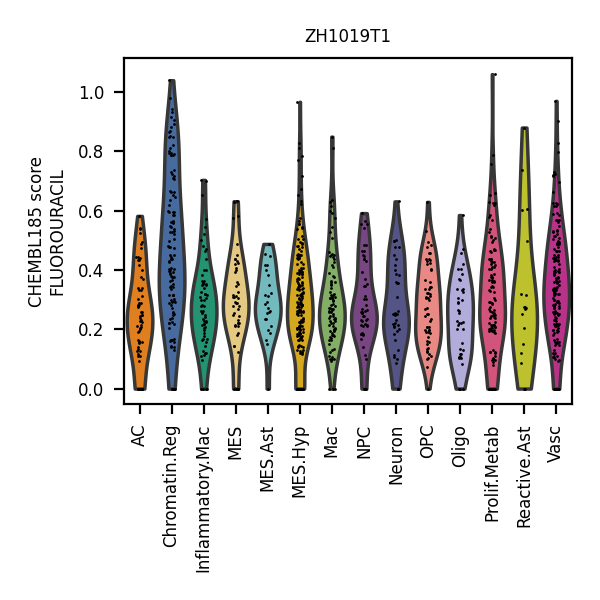 ZH1019T1
CHEMBL185 score
FLUOROURACIL
1.0
0.8
0.6
0.4
0.2
0.0
AC
Chromatin.Reg
Inflammatory.Mac
MES
MES.Ast
MES.Hyp
Mac
NPC
Neuron
OPC
Oligo
Prolif.Metab
Reactive.Ast
Vasc